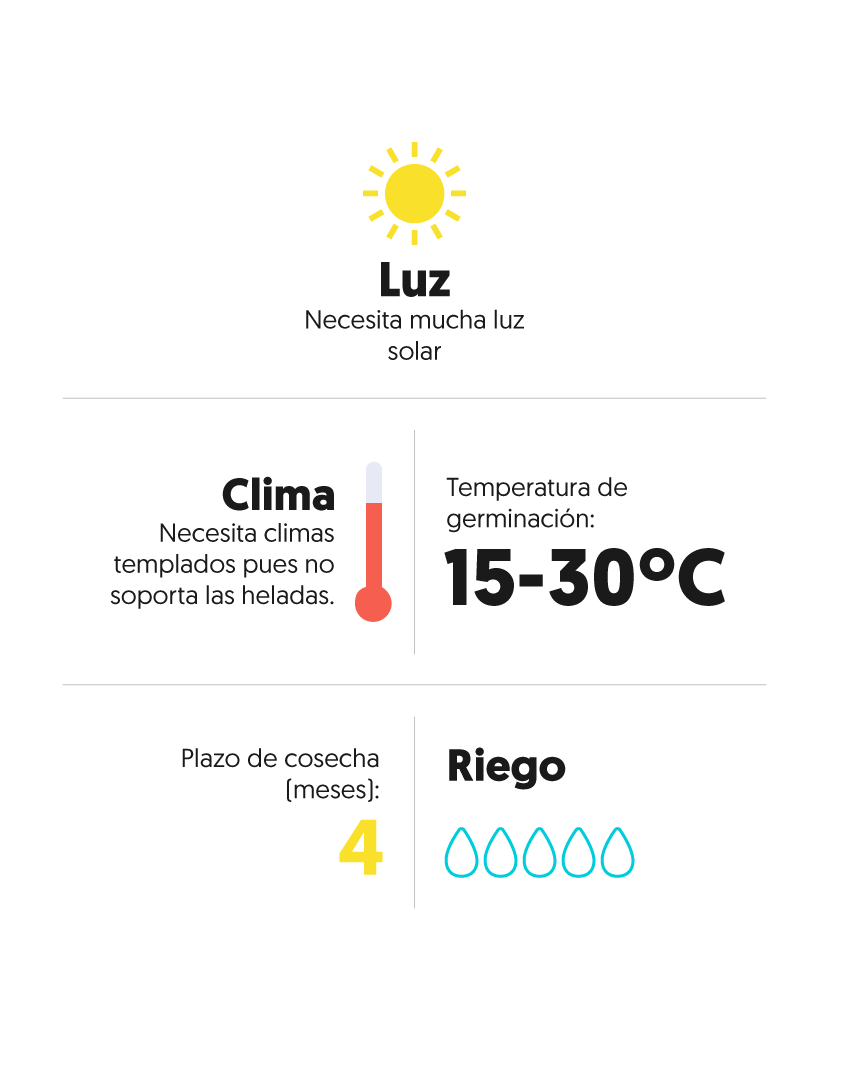 Luz
Necesita mucha luz
solar
Clima
Necesita climas
templados pues no
soporta las heladas.
Temperatura de
germinación:
15-30ºC
Plazo de cosecha
(meses):
4
Riego